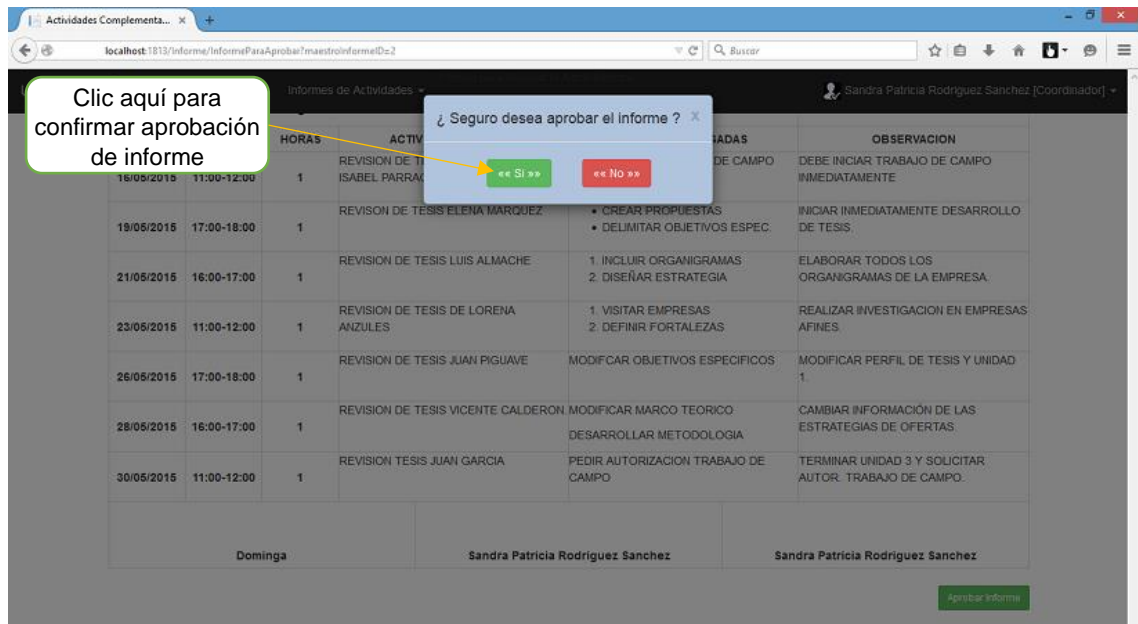 Actividades Complementa... × +
localhost:1813/Informe/InformeParaAprobar?maestroInformeID=2
Buscar
Informes de Actividades
Sandra Patricia Rodriguez Sanchez [Coordinador]
Clic aquí para
confirmar aprobación
de informe
¿ Seguro desea aprobar el informe ? X
«« Si »» «« No »»
HORAS ACTIV ADAS OBSERVACION
16/05/2015 11:00-12:00 1 REVISION DE ISABEL PARRA DE CAMPO DEBE INICIAR TRABAJO DE CAMPO
INMEDIATAMENTE
19/05/2015 17:00-18:00 1 REVISON DE TESIS ELENA MARQUEZ • CREAR PROPUESTAS INICIAR INMEDIATAMENTE DESARROLLO
• DELIMITAR OBJETIVOS ESPEC. DE TESIS.
21/05/2015 16:00-17:00 1 REVISION DE TESIS LUIS ALMACHE 1. INCLUIR ORGANIGRAMAS ELABORAR TODOS LOS
2. DISEÑAR ESTRATEGIA ORGANIGRAMAS DE LA EMPRESA.
23/05/2015 11:00-12:00 1 REVISION DE TESIS DE LORENA 1. VISITAR EMPRESAS REALIZAR INVESTIGACION EN EMPRESAS
ANZULES 2. DEFINIR FORTALEZAS AFINES.
26/05/2015 17:00-18:00 1 REVISION DE TESIS JUAN PIGUAVE MODIFCAR OBJETIVOS ESPECIFICOS MODIFICAR PERFIL DE TESIS Y UNIDAD
1.
28/05/2015 16:00-17:00 1 REVISION DE TESIS VICENTE CALDERON. MODIFICAR MARCO TEORICO CAMBIAR INFORMACIÓN DE LAS
DESARROLLAR METODOLOGIA ESTRATEGIAS DE OFERTAS.
30/05/2015 11:00-12:00 1 REVISION TESIS JUAN GARCIA PEDIR AUTORIZACION TRABAJO DE TERMINAR UNIDAD 3 Y SOLICITAR
CAMPO AUTOR. TRABAJO DE CAMPO.
Dominga Sandra Patricia Rodriguez Sanchez Sandra Patricia Rodriguez Sanchez
Aprobar Informe